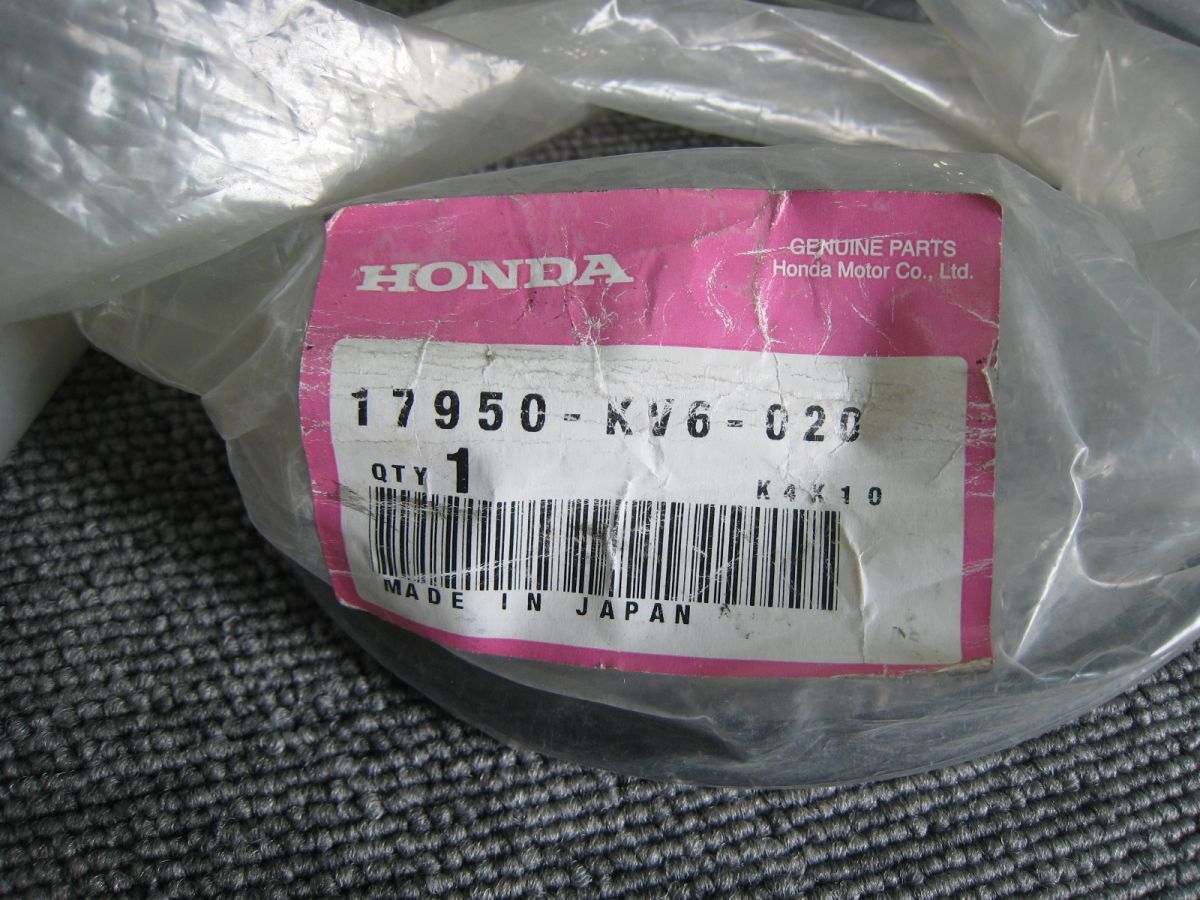 HONDA
GENUINE PARTS
Honda Motor Co., Ltd.
17950-KV6-020
QTY 1
K4K10
MADE IN JAPAN